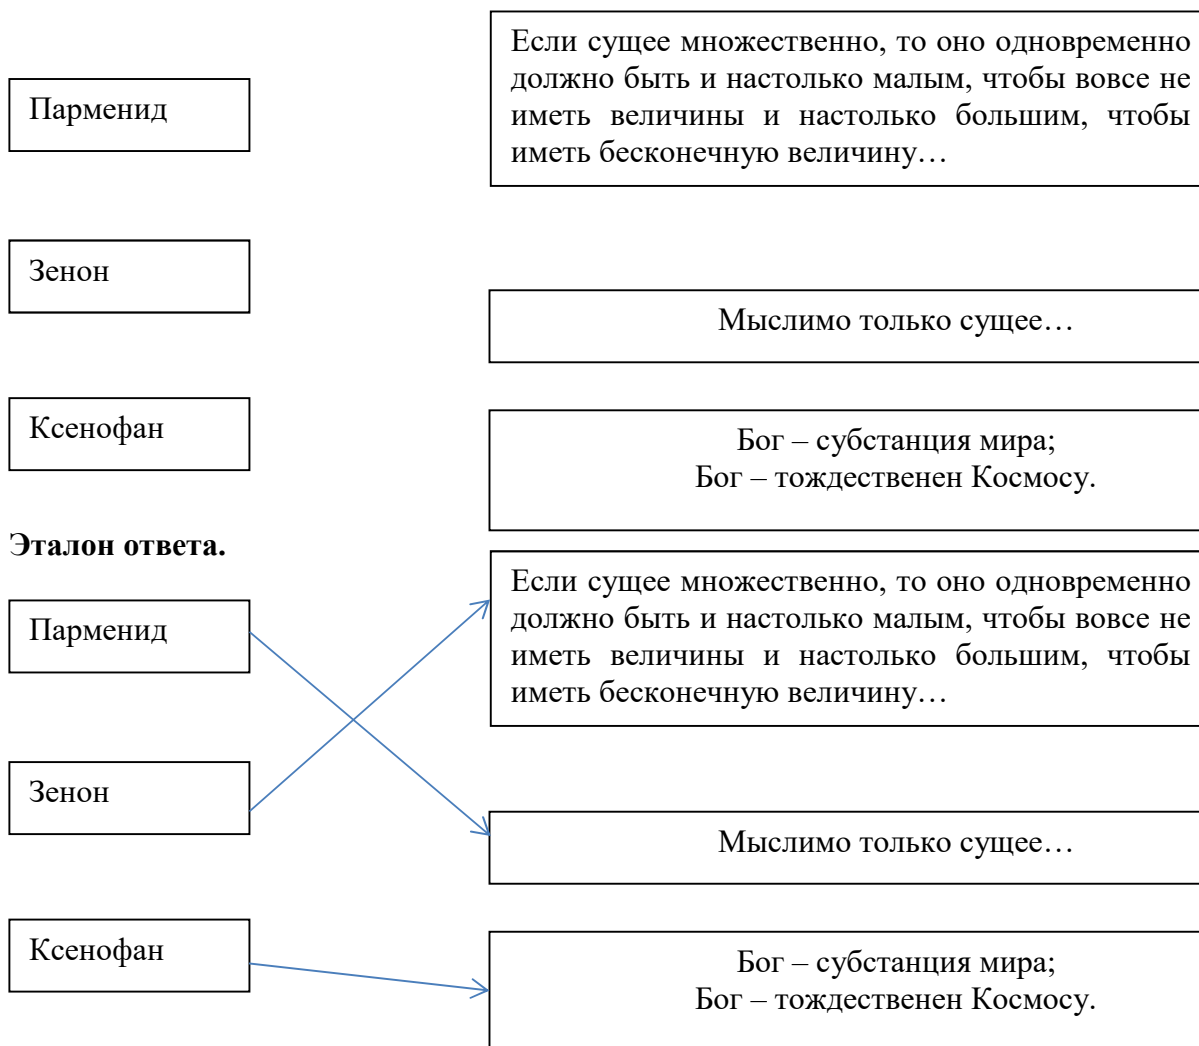 Если сущее множественно, то оно одновременно
должно быть и настолько малым, чтобы вовсе не
иметь величины и настолько большим, чтобы
иметь бесконечную величину…
Парменид
Зенон
Мыслимо только сущее…
Ксенофан
Бог – субстанция мира;
Бог – тождественен Космосу.
Эталон ответа.
Если сущее множественно, то оно одновременно
должно быть и настолько малым, чтобы вовсе не
иметь величины и настолько большим, чтобы
иметь бесконечную величину…
Парменид
Зенон
Мыслимо только сущее…
Ксенофан
Бог – субстанция мира;
Бог – тождественен Космосу.